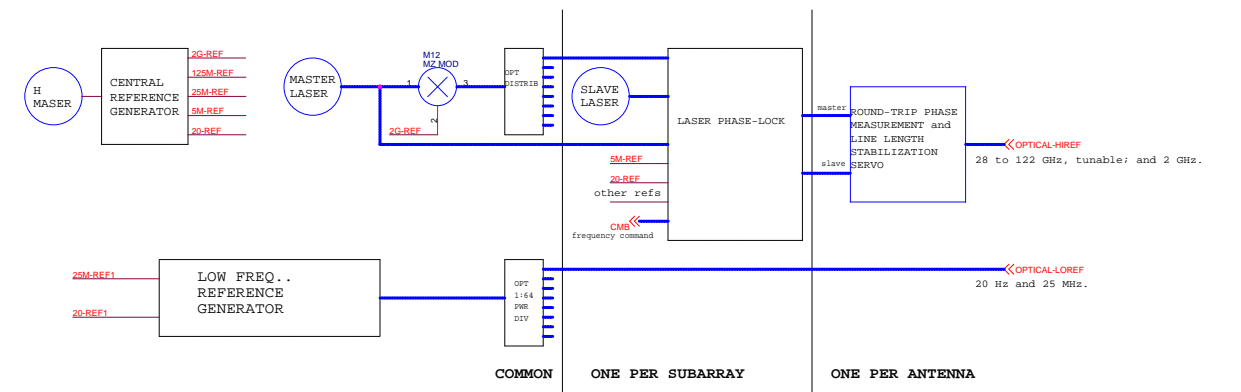 H
MASER
CENTRAL
REFERENCE
GENERATOR
2G-REF
125M-REF
25M-REF
5M-REF
20-REF
MASTER
LASER
M12
MZ MOD
1
3
2
2G-REF
OPT
DISTRIB
SLAVE
LASER
LASER PHASE-LOCK
5M-REF
20-REF
other refs
CMB
frequency command
master
slave
ROUND-TRIP PHASE
MEASUREMENT and
LINE LENGTH
STABILIZATION
SERVO
OPTICAL-HIREF
28 to 122 GHz, tunable; and 2 GHz.
25M-REF1
20-REF1
LOW FREQ..
REFERENCE
GENERATOR
OPT
1:64
PWR
DIV
OPTICAL-LOREF
20 Hz and 25 MHz.
COMMON
ONE PER SUBARRAY
ONE PER ANTENNA